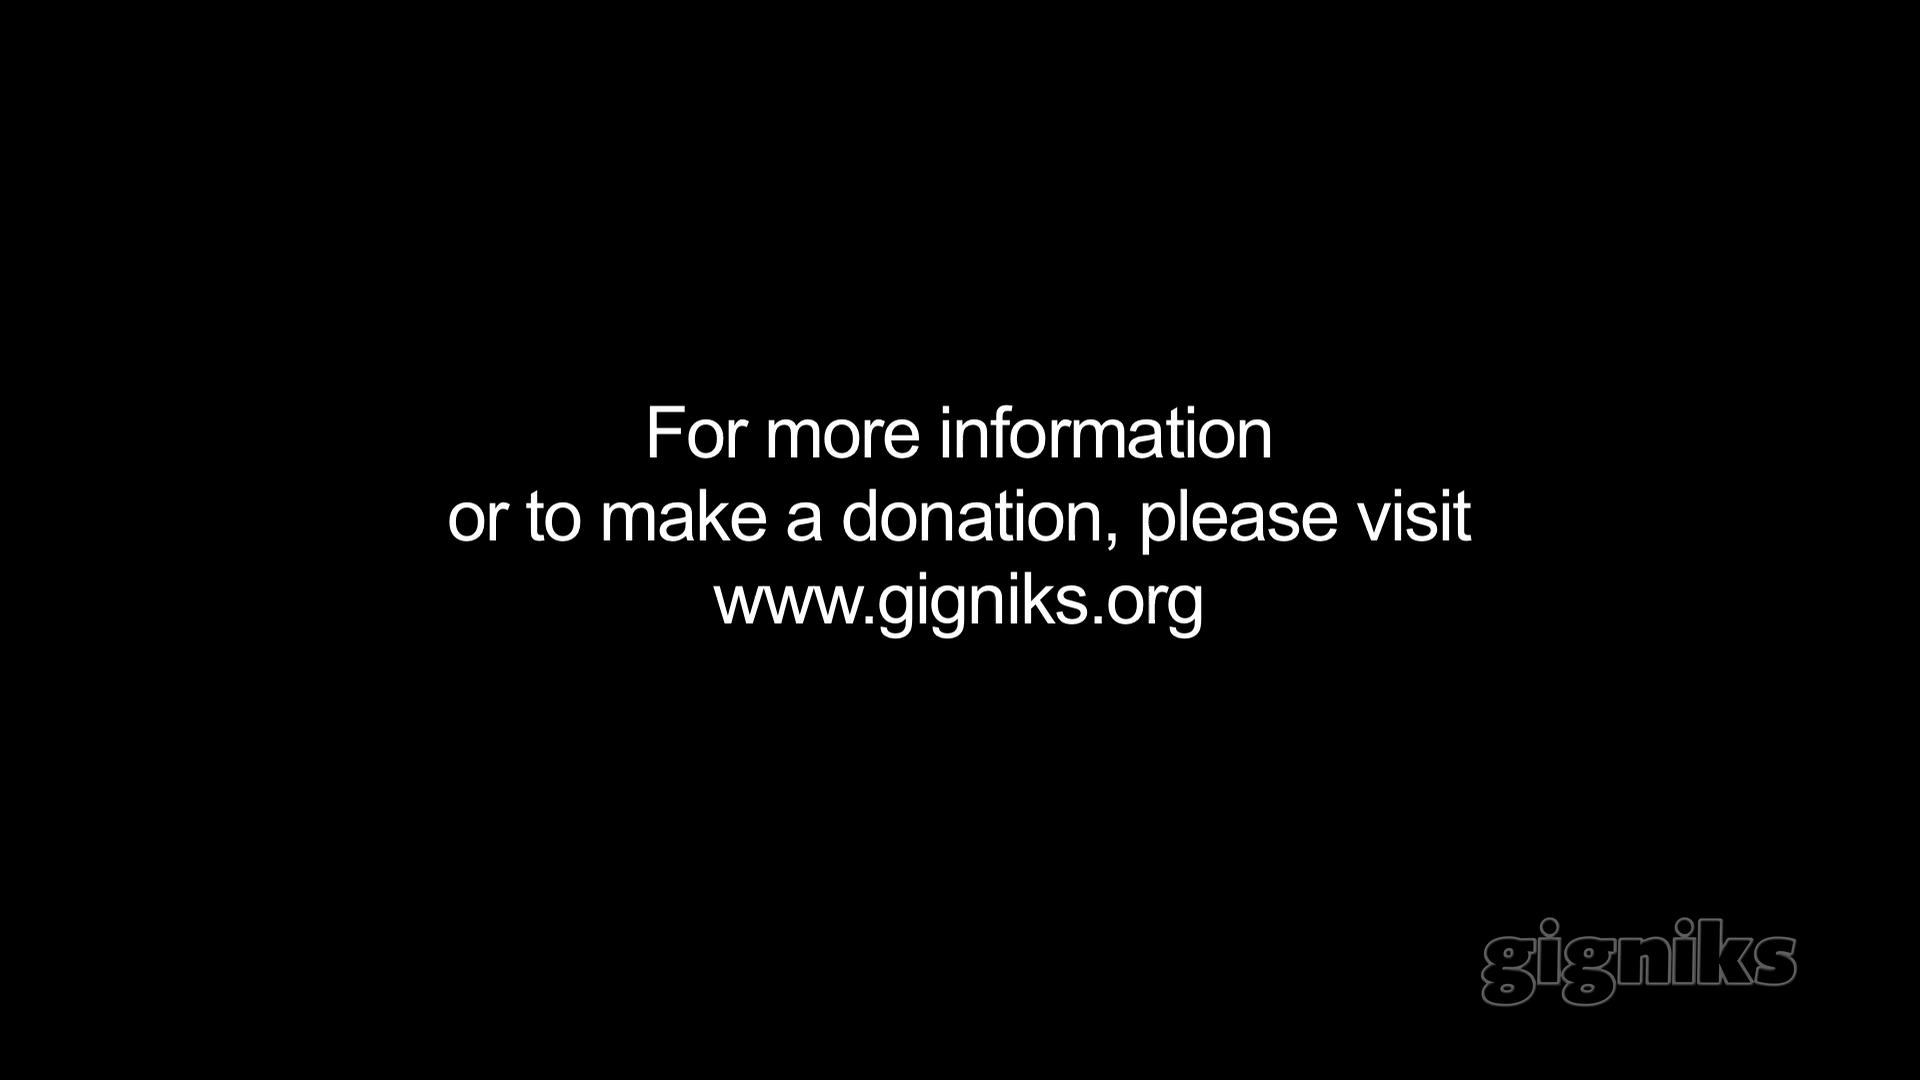 For more information
or to make a donation, please visit
www.gigniks.org
gigniks